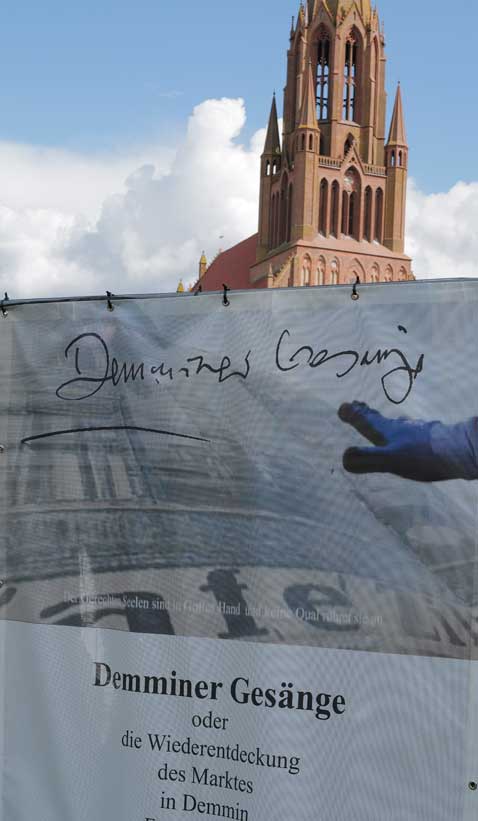 Demminer Gesänge
Der Gerechten Seelen sind in Gottes Hand und keine Qual rühret sie an
Demminer Gesänge
oder
die Wiederentdeckung
des Marktes
in Demmin